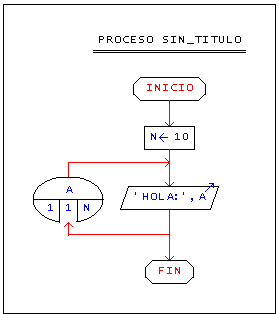 PROCESO SIN_TITULO
INICIO
N← 10
A
1 1 N
'HOLA:', A
FIN